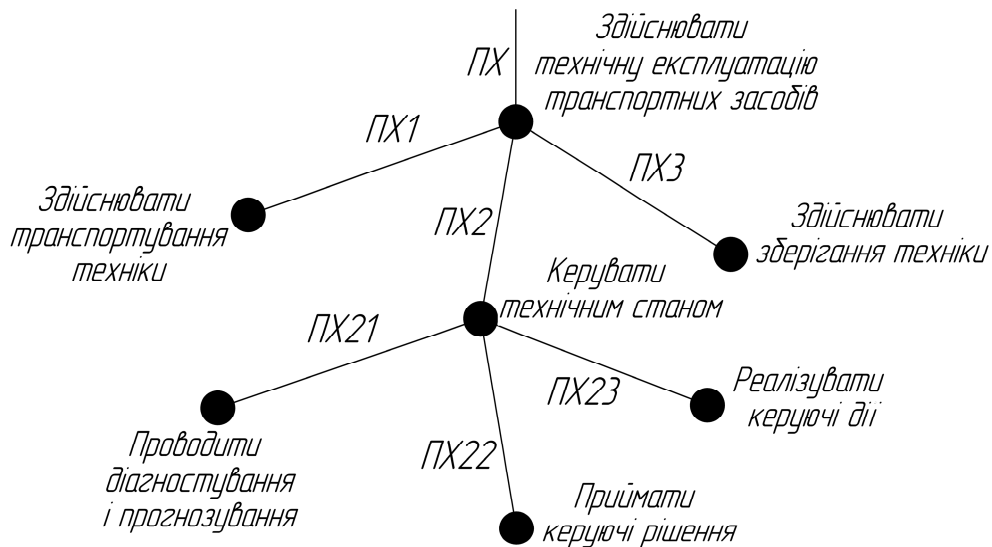 Здійснювати
технічну експлуатацію
транспортних засобів
ПХ
ПХ1
ПХ2
ПХ3
Здійснювати
транспортування
техніки
Здійснювати
зберігання техніки
Керувати
технічним станом
ПХ21
ПХ22
ПХ23
Проводити
діагностування
і прогнозування
Приймати
керуючі рішення
Реалізувати
керуючі дії